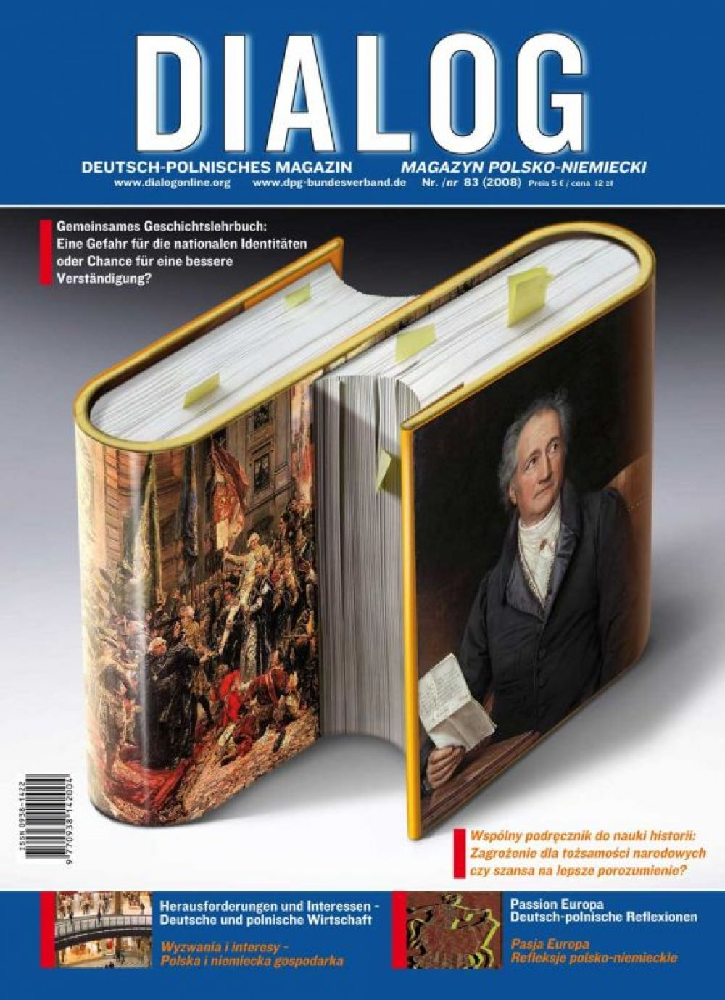 DIALOG
DEUTSCH-POLNISCHES MAGAZIN MAGAZYN POLSKO-NIEMIECKI
www.dialogonline.org www.dpg-bundesverband.de Nr. /nr 83 (2008) Preis 5 € / cena 12 zł
Gemeinsames Geschichtslehrbuch:
Eine Gefahr für die nationalen Identitäten
oder Chance für eine bessere
Verständigung?
ISSN 0938-1422
9 770938 142004
Wspólny podręcznik do nauki historii:
Zagrożenie dla tożsamości narodowych
czy szansa na lepsze porozumienie?
Herausforderungen und Interessen -
Deutsche und polnische Wirtschaft
Wyzwania i interesy -
Polska i niemiecka gospodarka
Passion Europa
Deutsch-polnische Reflexionen
Pasja Europa
Refleksje polsko-niemieckie